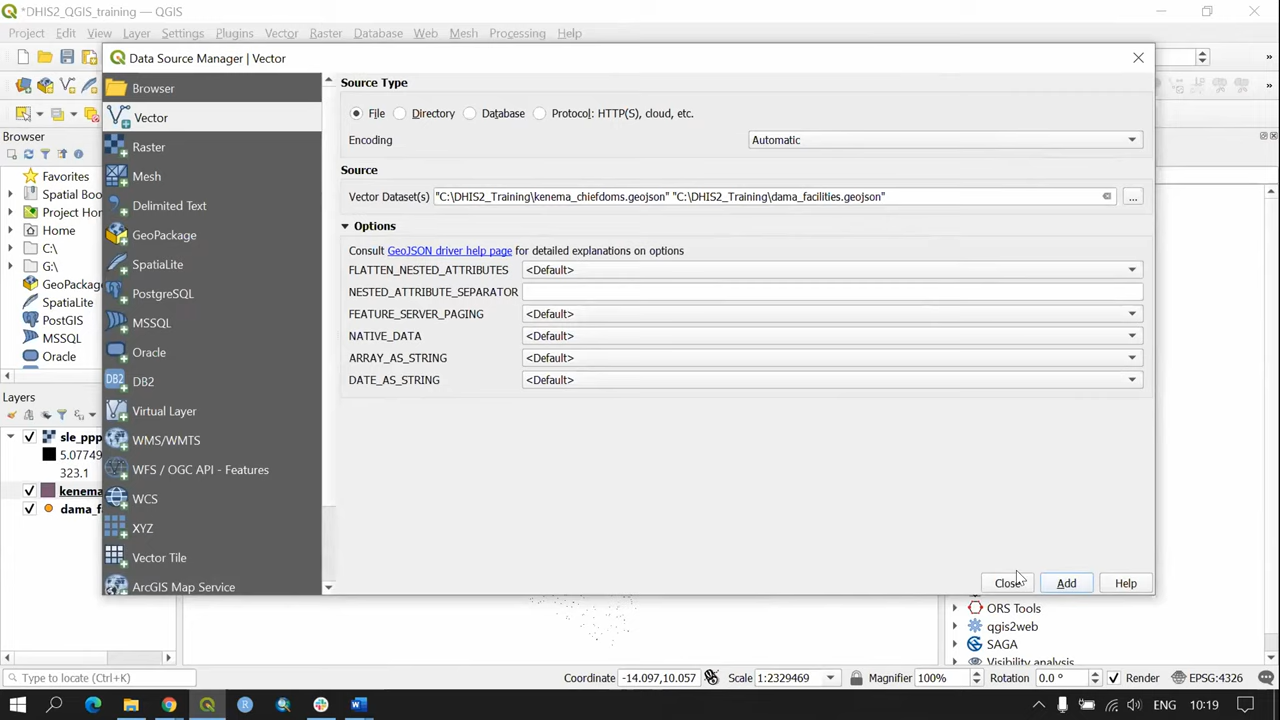 *DHIS2_QGIS_training — QGIS
Project Edit View Layer Settings Plugins Vector Raster Database Web Mesh Processing Help
Data Source Manager | Vector
Browser
Vector
Raster
Mesh
Delimited Text
GeoPackage
SpatiaLite
PostgreSQL
MSSQL
Oracle
DB2
Virtual Layer
WMS/WMTS
WFS / OGC API - Features
WCS
XYZ
Vector Tile
ArcGIS Map Service
Source Type
File Directory Database Protocol: HTTP(S), cloud, etc.
Encoding Automatic
Source
Vector Dataset(s) "C:\DHIS2_Training\kenema_chiefdoms.geojson" "C:\DHIS2_Training\dama_facilities.geojson" ...
Options
Consult GeoJSON driver help page for detailed explanations on options
FLATTEN_NESTED_ATTRIBUTES <Default>
NESTED_ATTRIBUTE_SEPARATOR
FEATURE_SERVER_PAGING <Default>
NATIVE_DATA <Default>
ARRAY_AS_STRING <Default>
DATE_AS_STRING <Default>
Close Add Help
Browser
Favorites
Spatial Boo
Project Hom
Home
C:\
G:\
GeoPackage
SpatiaLite
PostGIS
MSSQL
Oracle
Layers
sle_ppp
5.07749
323.1
kenema
dama_f
ORS Tools
qgis2web
SAGA
Visibility analysis
Type to locate (Ctrl+K)
Coordinate -14.097,10.057 Scale 1:2329469 Magnifier 100% Rotation 0.0 ° Render EPSG:4326
ENG 10:19